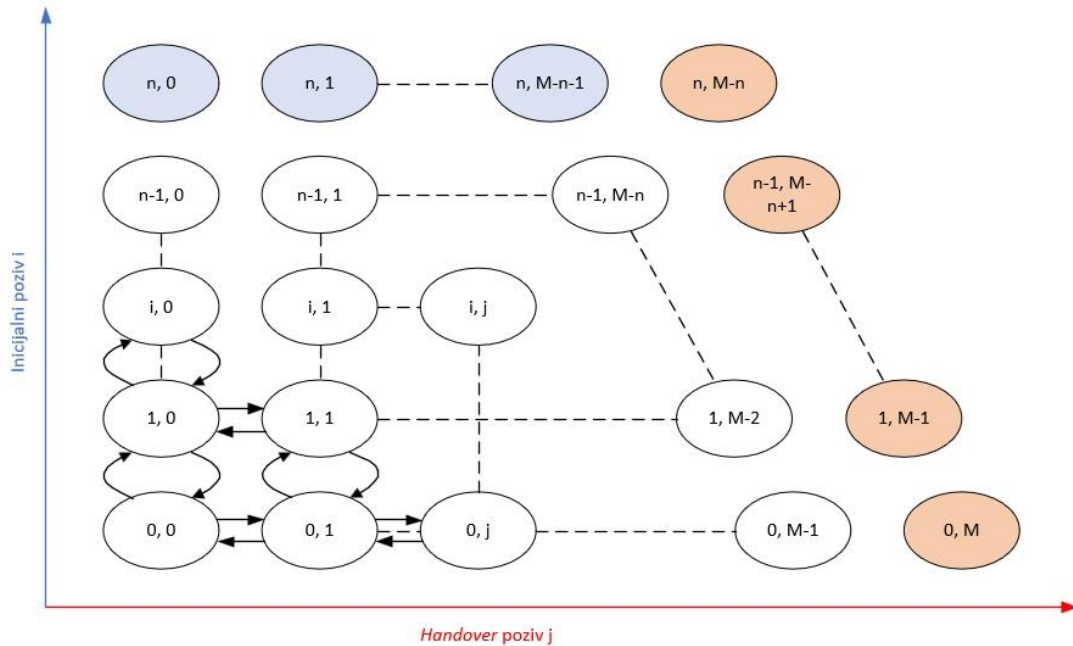 n, 0
n, 1
n, M-n-1
n, M-n
n-1, 0
n-1, 1
n-1, M-n
n-1, M-
n+1
i, 0
i, 1
i, j
1, 0
1, 1
1, M-2
1, M-1
0, 0
0, 1
0, j
0, M-1
0, M
Inicijalni poziv i
Handover poziv j